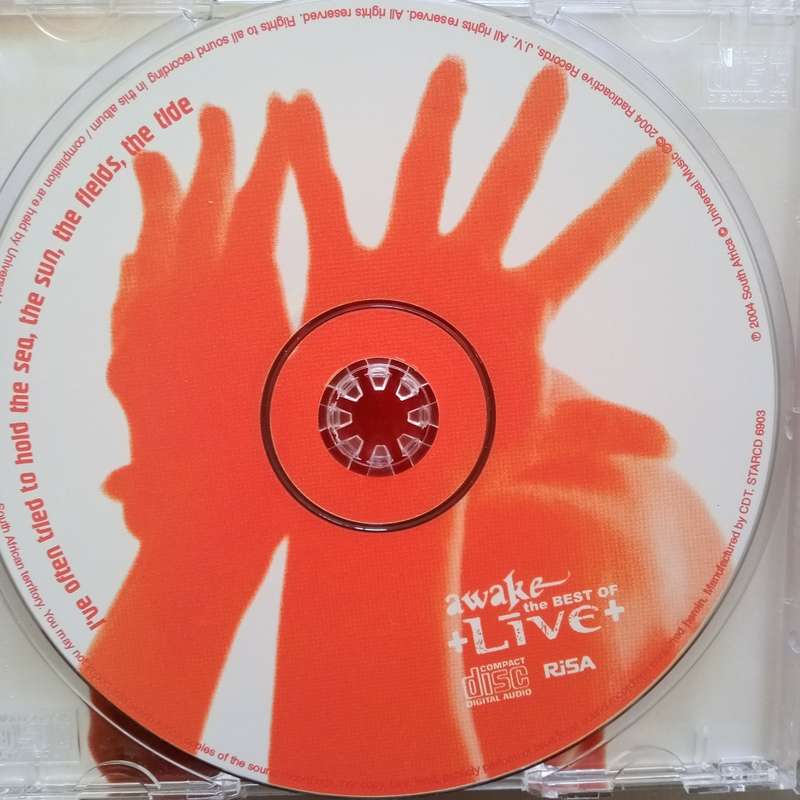 I've often tried to hold the sea, the sun, the fields, the tide
℗ 2004 South Africa © Universal Music ℗© 2004 Radioactive Records, J.V.. All rights reserved. All rights reserved. Rights to all sound recording in this album / compilation are held by Universal
South African territory. You may not
copies of the
Manufactured by CDT. STARCD 6903
awake
the BEST OF
+Live+
COMPACT
disc
DIGITAL AUDIO
RiSA